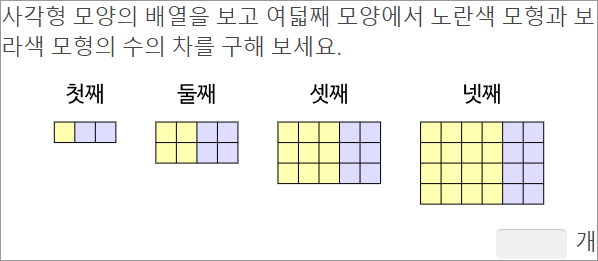 사각형 모양의 배열을 보고 여덟째 모양에서 노란색 모형과 보
라색 모형의 수의 차를 구해 보세요.
첫째 둘째 셋째 넷째
개